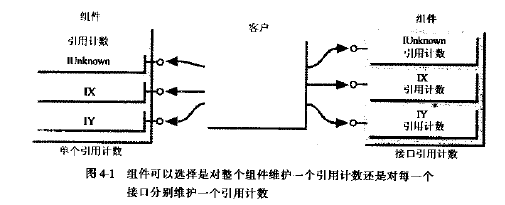 组件
引用计数
IUnknown
IX
IY
单个引用计数
客户
组件
IUnknown
引用计数
IX
引用计数
IY
引用计数
接口引用计数
图4-1 组件可以选择是对整个组件维护一个引用计数还是对每一个
接口分别维护一个引用计数